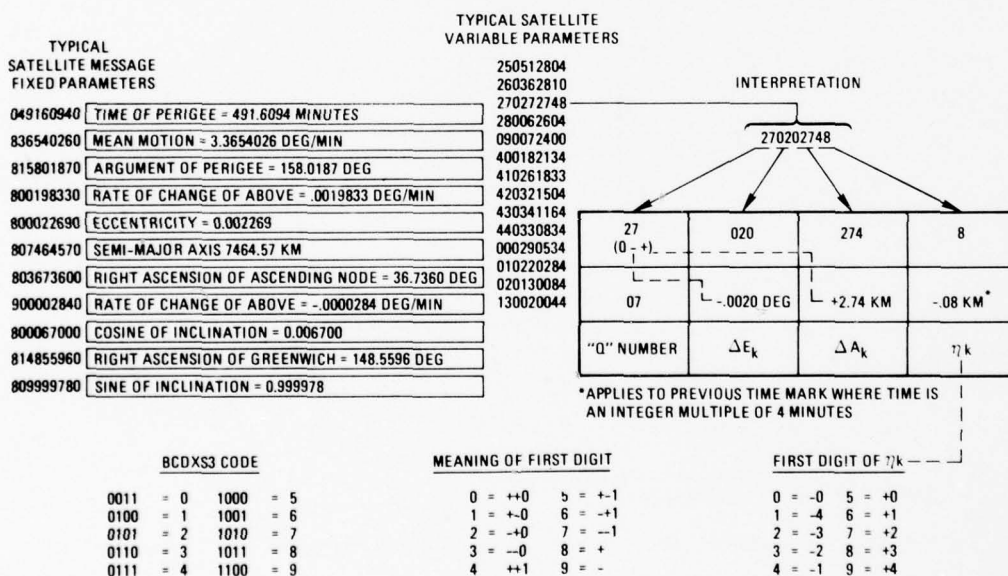 TYPICAL
SATELLITE MESSAGE
FIXED PARAMETERS
049160940 TIME OF PERIGEE = 491.6094 MINUTES
836540260 MEAN MOTION = 3.3654026 DEG/MIN
815801870 ARGUMENT OF PERIGEE = 158.0187 DEG
800198330 RATE OF CHANGE OF ABOVE = .0019833 DEG/MIN
800022690 ECCENTRICITY = 0.002269
807464570 SEMI-MAJOR AXIS 7464.57 KM
803673600 RIGHT ASCENSION OF ASCENDING NODE = 36.7360 DEG
900002840 RATE OF CHANGE OF ABOVE = -.0000284 DEG/MIN
800067000 COSINE OF INCLINATION = 0.006700
814855960 RIGHT ASCENSION OF GREENWICH = 148.5596 DEG
809999780 SINE OF INCLINATION = 0.999978
TYPICAL SATELLITE
VARIABLE PARAMETERS
250512804
260362810
270272748
280062604
090072400
400182134
410261833
420321504
430341164
440330834
000290534
010220284
020130084
130020044
INTERPRETATION
270202748
27 020 274 8
(0 - +)
07 -.0020 DEG +2.74 KM -.08 KM*
"Q" NUMBER ΔEk ΔAk ηk
*APPLIES TO PREVIOUS TIME MARK WHERE TIME IS
AN INTEGER MULTIPLE OF 4 MINUTES
BCDXS3 CODE
0011 = 0 1000 = 5
0100 = 1 1001 = 6
0101 = 2 1010 = 7
0110 = 3 1011 = 8
0111 = 4 1100 = 9
MEANING OF FIRST DIGIT
0 = ++0 5 = +-1
1 = +-0 6 = -+1
2 = -+0 7 = --1
3 = --0 8 = +
4 ++1 9 = -
FIRST DIGIT OF ηk
0 = -0 5 = +0
1 = -4 6 = +1
2 = -3 7 = +2
3 = -2 8 = +3
4 = -1 9 = +4